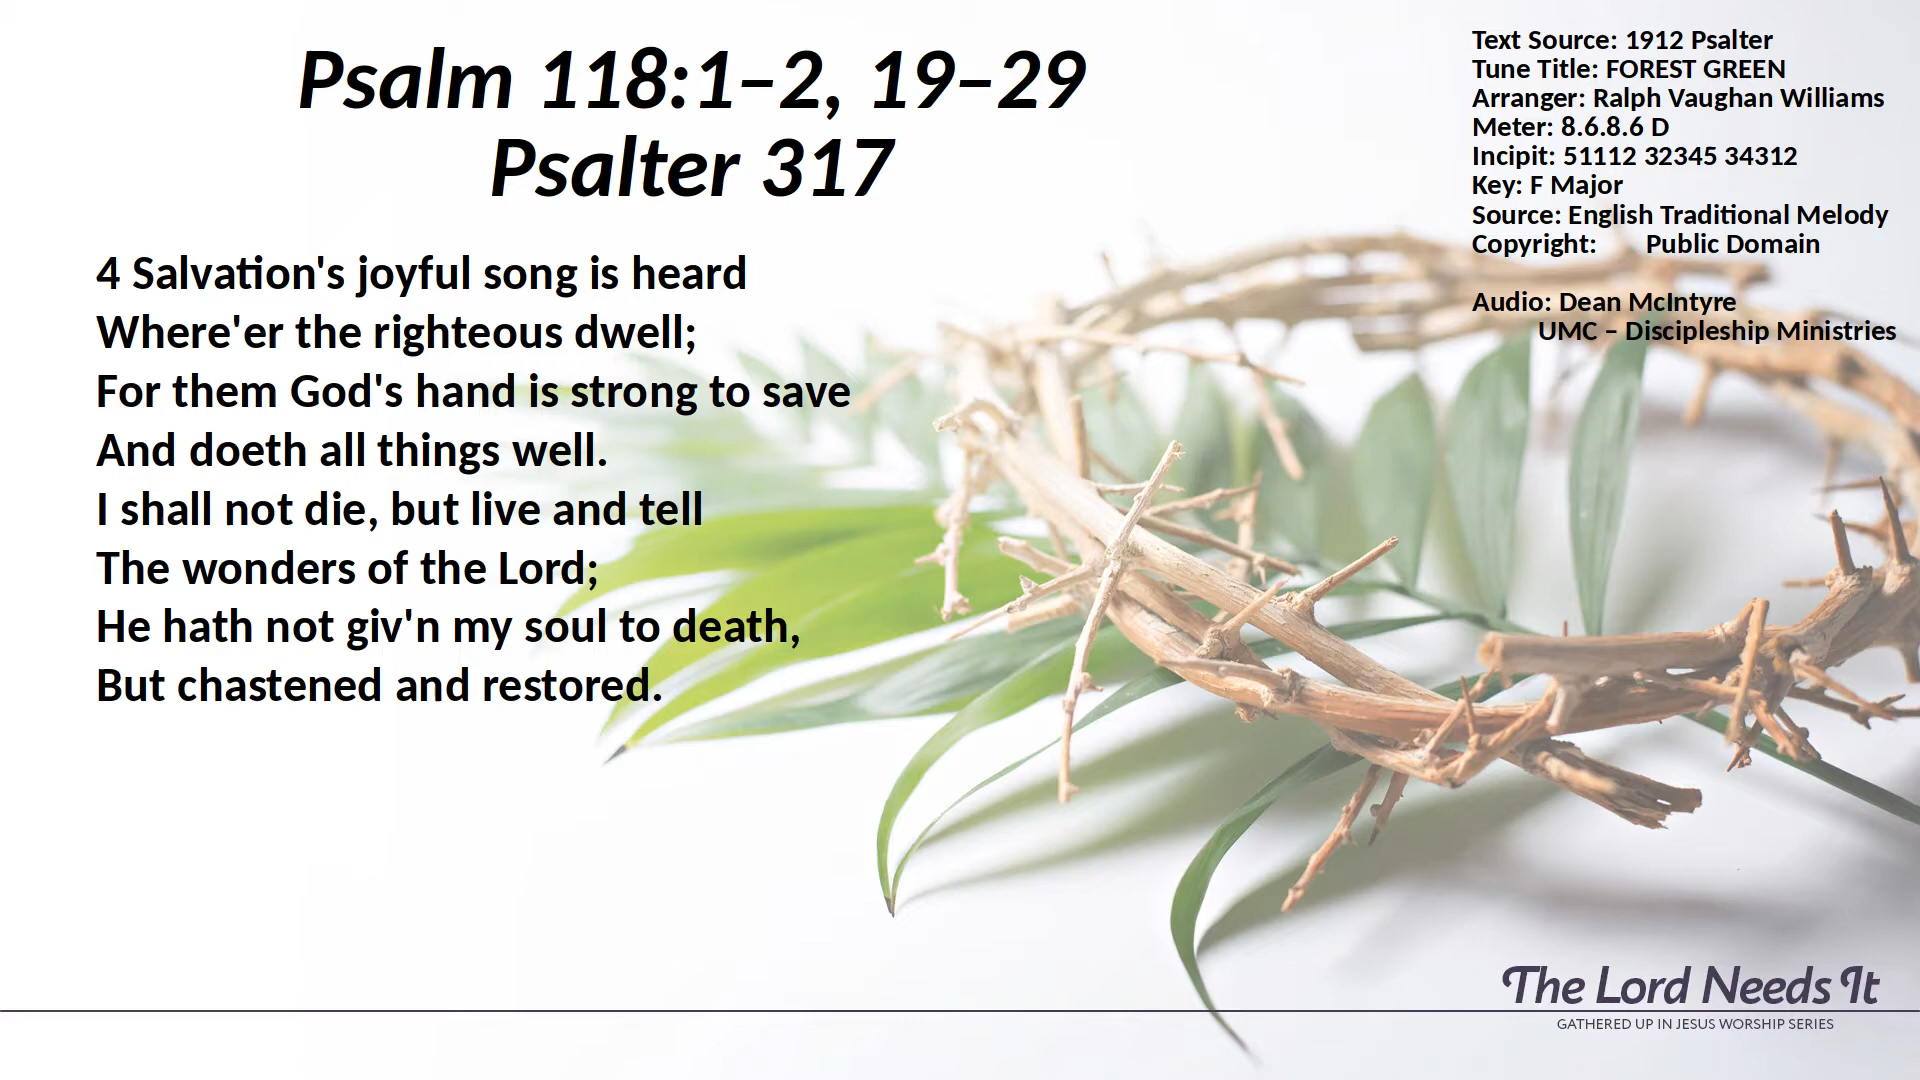 Psalm 118:1–2, 19–29
Psalter 317
4 Salvation's joyful song is heard
Where'er the righteous dwell;
For them God's hand is strong to save
And doeth all things well.
I shall not die, but live and tell
The wonders of the Lord;
He hath not giv'n my soul to death,
But chastened and restored.
Text Source: 1912 Psalter
Tune Title: FOREST GREEN
Arranger: Ralph Vaughan Williams
Meter: 8.6.8.6 D
Incipit: 51112 32345 34312
Key: F Major
Source: English Traditional Melody
Copyright: Public Domain
Audio: Dean McIntyre
UMC – Discipleship Ministries
The Lord Needs It
GATHERED UP IN JESUS WORSHIP SERIES